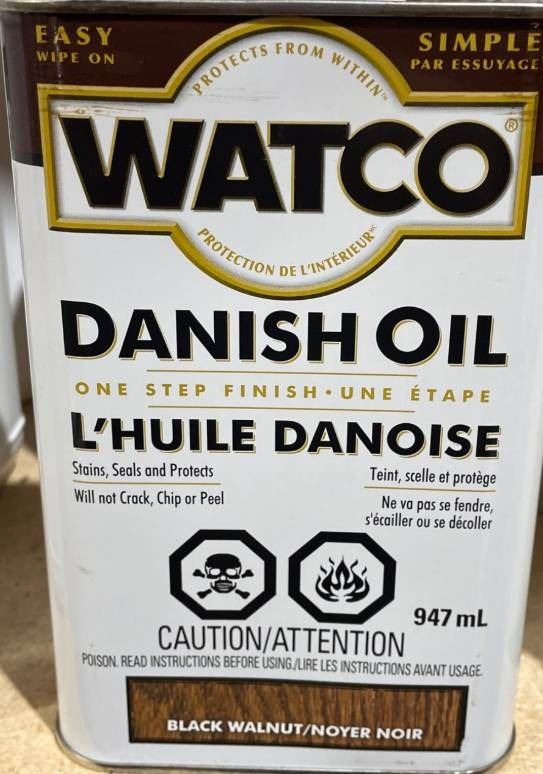 EASY
WIPE ON
SIMPLE
PAR ESSUYAGE
PROTECTS FROM WITHIN™
WATCO®
PROTECTION DE L'INTÉRIEUR
DANISH OIL
ONE STEP FINISH • UNE ÉTAPE
L'HUILE DANOISE
Stains, Seals and Protects
Will not Crack, Chip or Peel
Teint, scelle et protège
Ne va pas se fendre,
s'écailler ou se décoller
947 mL
CAUTION/ATTENTION
POISON. READ INSTRUCTIONS BEFORE USING./LIRE LES INSTRUCTIONS AVANT USAGE.
BLACK WALNUT/NOYER NOIR